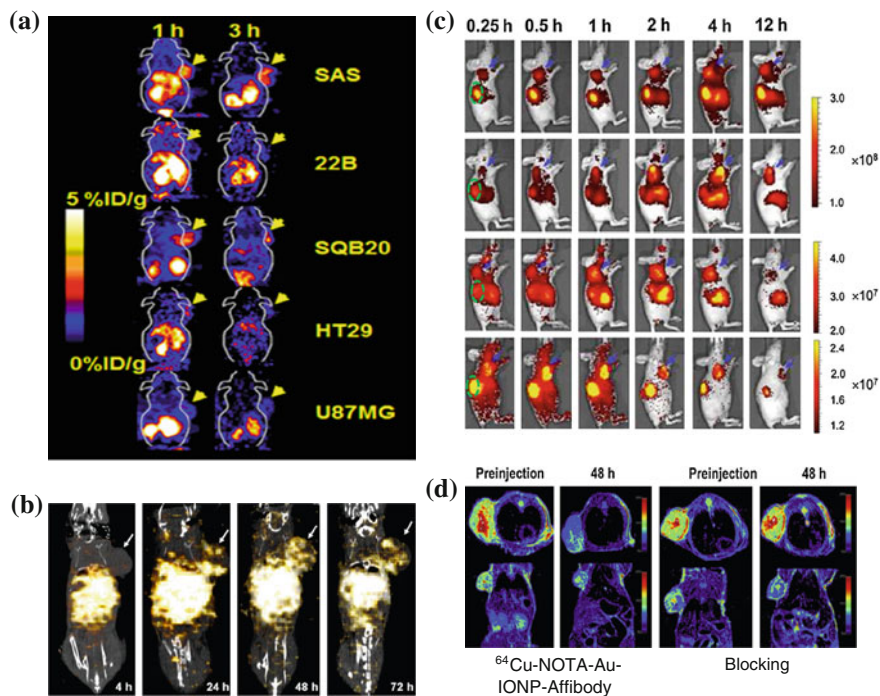 (a)
1 h 3 h
SAS
22B
SQB20
HT29
U87MG
5 %ID/g
0%ID/g
(b)
4 h 24 h 48 h 72 h
(c)
0.25 h 0.5 h 1 h 2 h 4 h 12 h
3.0
×10⁸
1.0
4.0
3.0 ×10⁷
2.0
2.4
2.0
×10⁷
1.6
1.2
(d)
Preinjection 48 h Preinjection 48 h
⁶⁴Cu-NOTA-Au-
IONP-Affibody
Blocking